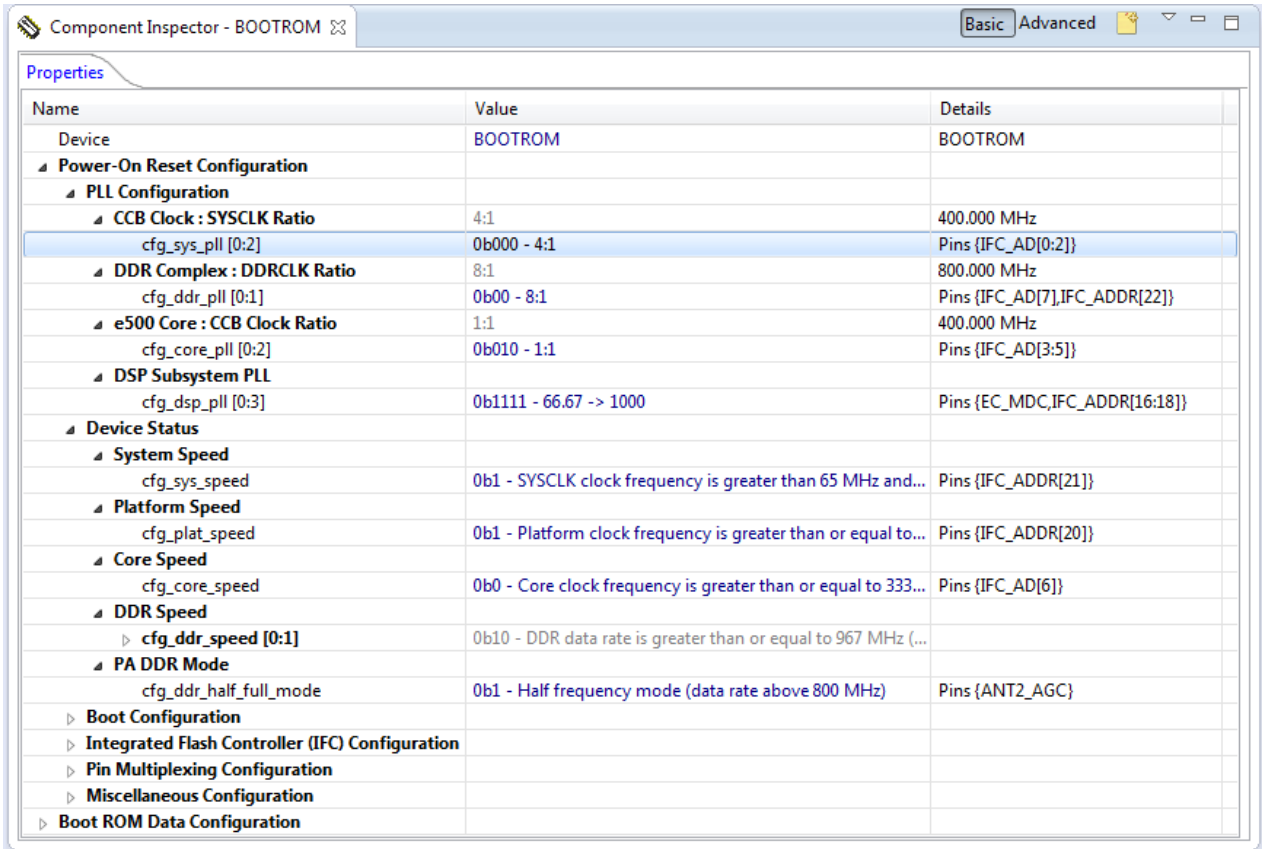 Component Inspector - BOOTROM
Basic Advanced
Properties
Name Value Details
Device BOOTROM BOOTROM
Power-On Reset Configuration
PLL Configuration
CCB Clock : SYSCLK Ratio 4:1 400.000 MHz
cfg_sys_pll [0:2] 0b000 - 4:1 Pins {IFC_AD[0:2]}
DDR Complex : DDRCLK Ratio 8:1 800.000 MHz
cfg_ddr_pll [0:1] 0b00 - 8:1 Pins {IFC_AD[7],IFC_ADDR[22]}
e500 Core : CCB Clock Ratio 1:1 400.000 MHz
cfg_core_pll [0:2] 0b010 - 1:1 Pins {IFC_AD[3:5]}
DSP Subsystem PLL
cfg_dsp_pll [0:3] 0b1111 - 66.67 -> 1000 Pins {EC_MDC,IFC_ADDR[16:18]}
Device Status
System Speed
cfg_sys_speed 0b1 - SYSCLK clock frequency is greater than 65 MHz and... Pins {IFC_ADDR[21]}
Platform Speed
cfg_plat_speed 0b1 - Platform clock frequency is greater than or equal to... Pins {IFC_ADDR[20]}
Core Speed
cfg_core_speed 0b0 - Core clock frequency is greater than or equal to 333... Pins {IFC_AD[6]}
DDR Speed
cfg_ddr_speed [0:1] 0b10 - DDR data rate is greater than or equal to 967 MHz (...
PA DDR Mode
cfg_ddr_half_full_mode 0b1 - Half frequency mode (data rate above 800 MHz) Pins {ANT2_AGC}
Boot Configuration
Integrated Flash Controller (IFC) Configuration
Pin Multiplexing Configuration
Miscellaneous Configuration
Boot ROM Data Configuration